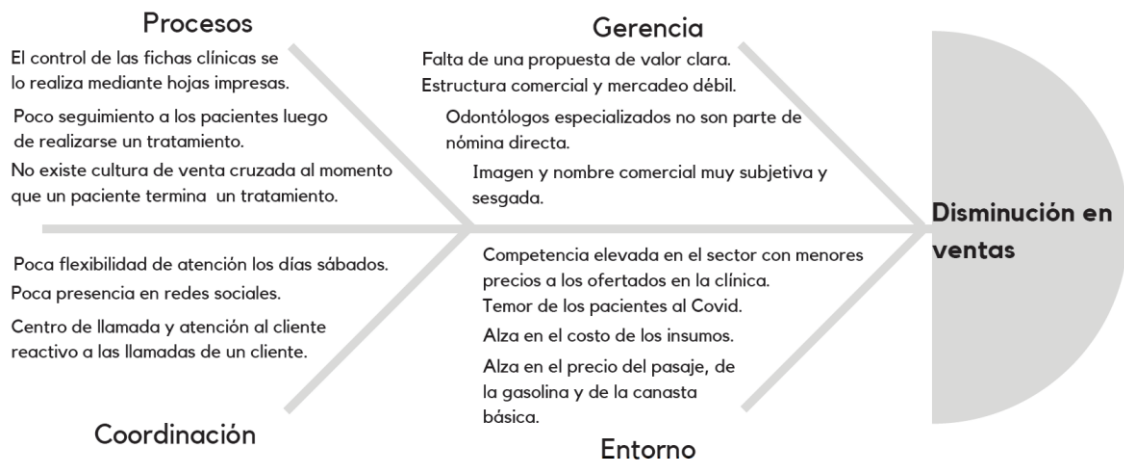 Procesos
El control de las fichas clínicas se
lo realiza mediante hojas impresas.
Poco seguimiento a los pacientes luego
de realizarse un tratamiento.
No existe cultura de venta cruzada al momento
que un paciente termina un tratamiento.
Gerencia
Falta de una propuesta de valor clara.
Estructura comercial y mercadeo débil.
Odontólogos especializados no son parte de
nómina directa.
Imagen y nombre comercial muy subjetiva y
sesgada.
Disminución en
ventas
Poca flexibilidad de atención los días sábados.
Poca presencia en redes sociales.
Centro de llamada y atención al cliente
reactivo a las llamadas de un cliente.
Coordinación
Competencia elevada en el sector con menores
precios a los ofertados en la clínica.
Temor de los pacientes al Covid.
Alza en el costo de los insumos.
Alza en el precio del pasaje, de
la gasolina y de la canasta
básica.
Entorno